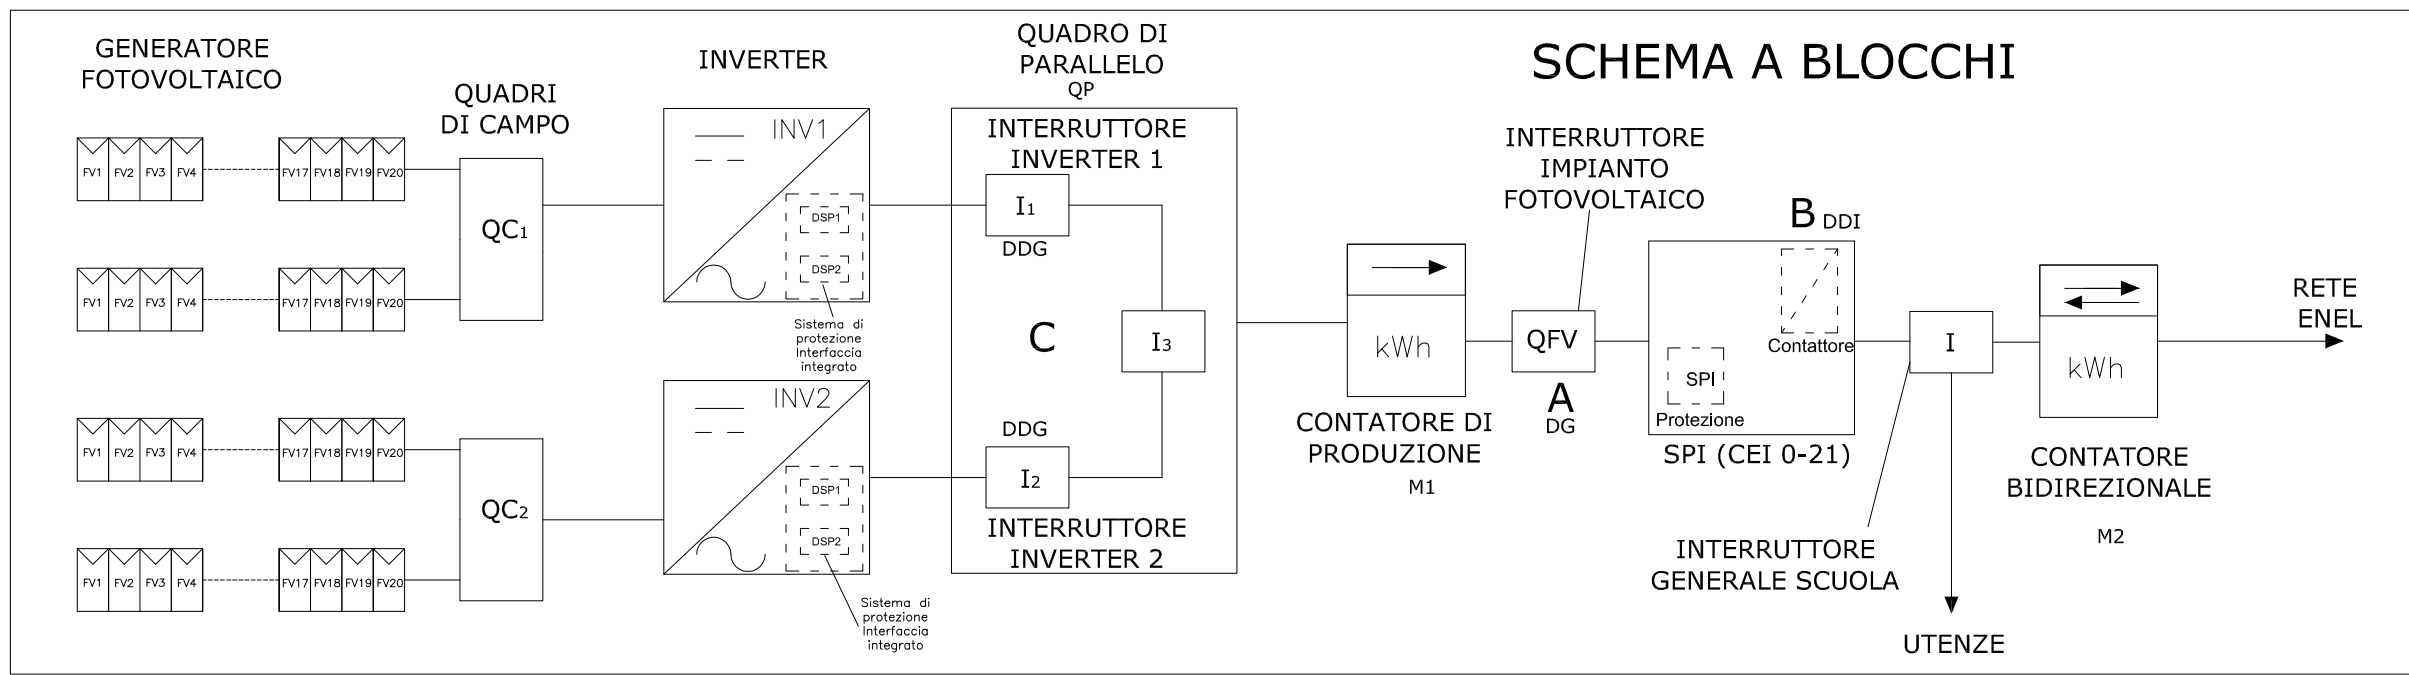 SCHEMA A BLOCCHI
GENERATORE
FOTOVOLTAICO
QUADRI
DI CAMPO
INVERTER
QUADRO DI
PARALLELO
QP
FV1 FV2 FV3 FV4 FV17 FV18 FV19 FV20
FV1 FV2 FV3 FV4 FV17 FV18 FV19 FV20
QC1
INV1
DSP1
DSP2
Sistema di
protezione
Interfaccia
integrato
FV1 FV2 FV3 FV4 FV17 FV18 FV19 FV20
FV1 FV2 FV3 FV4 FV17 FV18 FV19 FV20
QC2
INV2
DSP1
DSP2
Sistema di
protezione
Interfaccia
integrato
INTERRUTTORE
INVERTER 1
I1
DDG
C
I3
DDG
I2
INTERRUTTORE
INVERTER 2
kWh
CONTATORE DI
PRODUZIONE
M1
INTERRUTTORE
IMPIANTO
FOTOVOLTAICO
QFV
A
DG
B DDI
Contattore
SPI
Protezione
SPI (CEI 0-21)
I
INTERRUTTORE
GENERALE SCUOLA
UTENZE
kWh
CONTATORE
BIDIREZIONALE
M2
RETE
ENEL